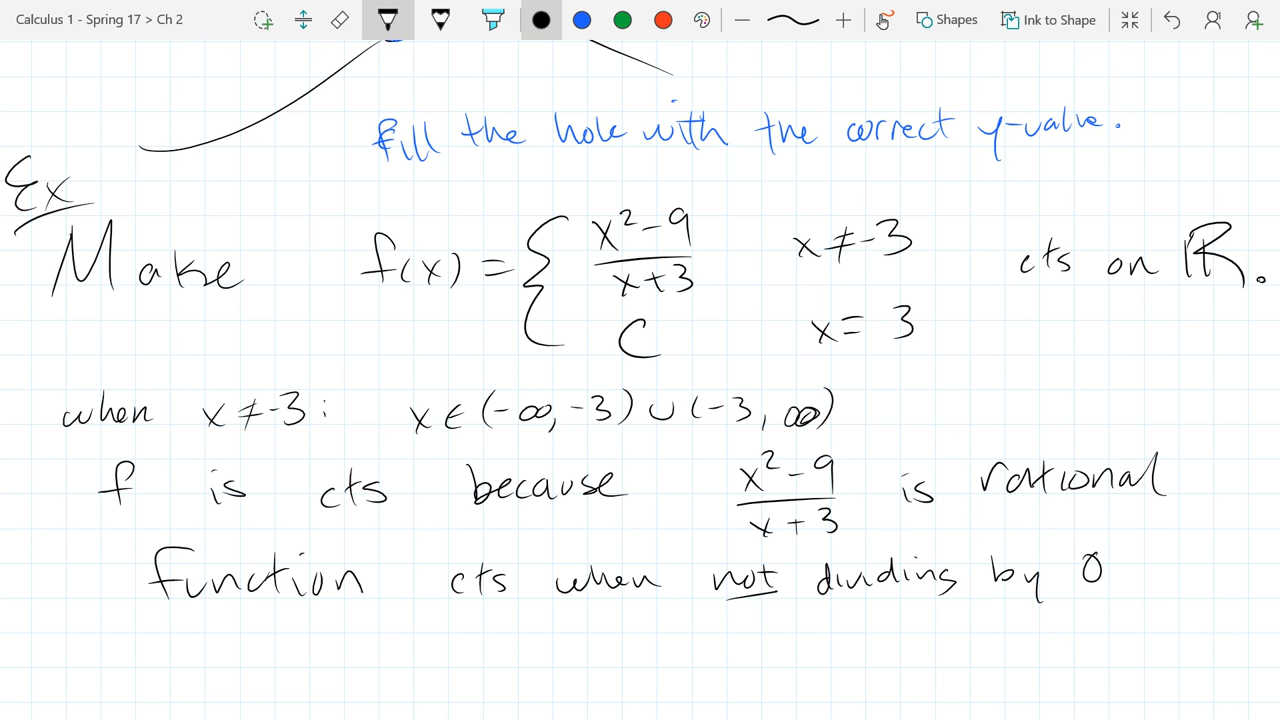 Calculus 1 - Spring 17 > Ch 2
Shapes
Ink to Shape
fill the hole with the correct y-value.
Ex
Make f(x) = { (x² - 9)/(x + 3) x ≠ -3 cts on ℝ.
C x = 3
when x ≠ -3: x ∈ (-∞, -3) ∪ (-3, ∞)
f is cts because (x² - 9)/(x + 3) is rational
function cts when not dividing by 0